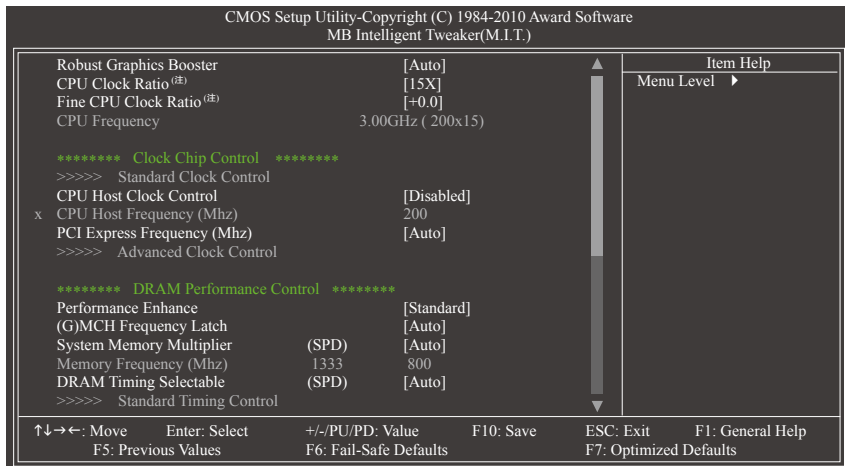 CMOS Setup Utility-Copyright (C) 1984-2010 Award Software
MB Intelligent Tweaker(M.I.T.)
Robust Graphics Booster [Auto]
CPU Clock Ratio (注) [15X]
Fine CPU Clock Ratio (注) [+0.0]
CPU Frequency 3.00GHz ( 200x15)
******** Clock Chip Control ********
>>>>> Standard Clock Control
CPU Host Clock Control [Disabled]
x CPU Host Frequency (Mhz) 200
PCI Express Frequency (Mhz) [Auto]
>>>>> Advanced Clock Control
******** DRAM Performance Control ********
Performance Enhance [Standard]
(G)MCH Frequency Latch [Auto]
System Memory Multiplier (SPD) [Auto]
Memory Frequency (Mhz) 1333 800
DRAM Timing Selectable (SPD) [Auto]
>>>>> Standard Timing Control
Item Help
Menu Level ▶
↑↓→←: Move Enter: Select +/-/PU/PD: Value F10: Save ESC: Exit F1: General Help
F5: Previous Values F6: Fail-Safe Defaults F7: Optimized Defaults